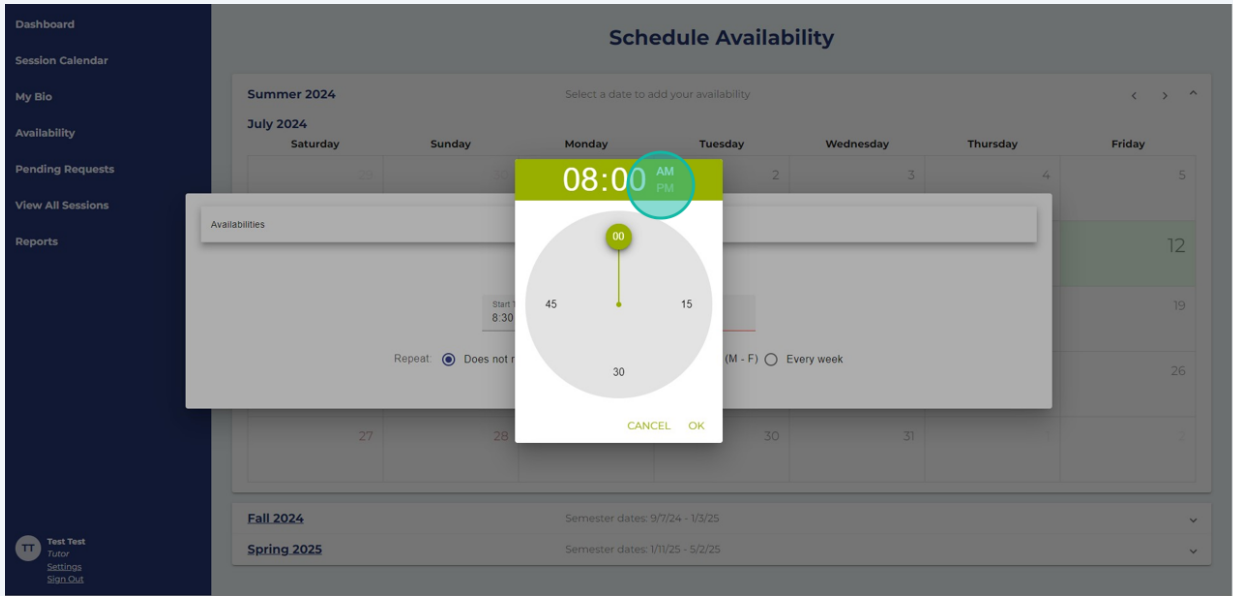 Dashboard
Session Calendar
My Bio
Availability
Pending Requests
View All Sessions
Reports
TT
Test Test
Tutor
Settings
Sign Out
Schedule Availability
Summer 2024 Select a date to add your availability
July 2024
Saturday Sunday Monday Tuesday Wednesday Thursday Friday
29 2 3 4 5
08:00 AM
PM
Availabilities
12
00
45 15
30
Start
8:30
19
Repeat: Does not r (M - F) Every week
26
CANCEL OK
27 28 30 31
Fall 2024 Semester dates: 9/7/24 - 1/3/25
Spring 2025 Semester dates: 1/11/25 - 5/2/25